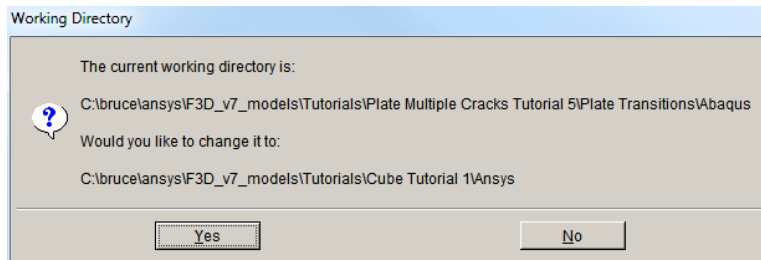 Working Directory
The current working directory is:
C:\bruce\ansys\F3D_v7_models\Tutorials\Plate Multiple Cracks Tutorial 5\Plate Transitions\Abaqus
Would you like to change it to:
C:\bruce\ansys\F3D_v7_models\Tutorials\Cube Tutorial 1\Ansys
Yes No